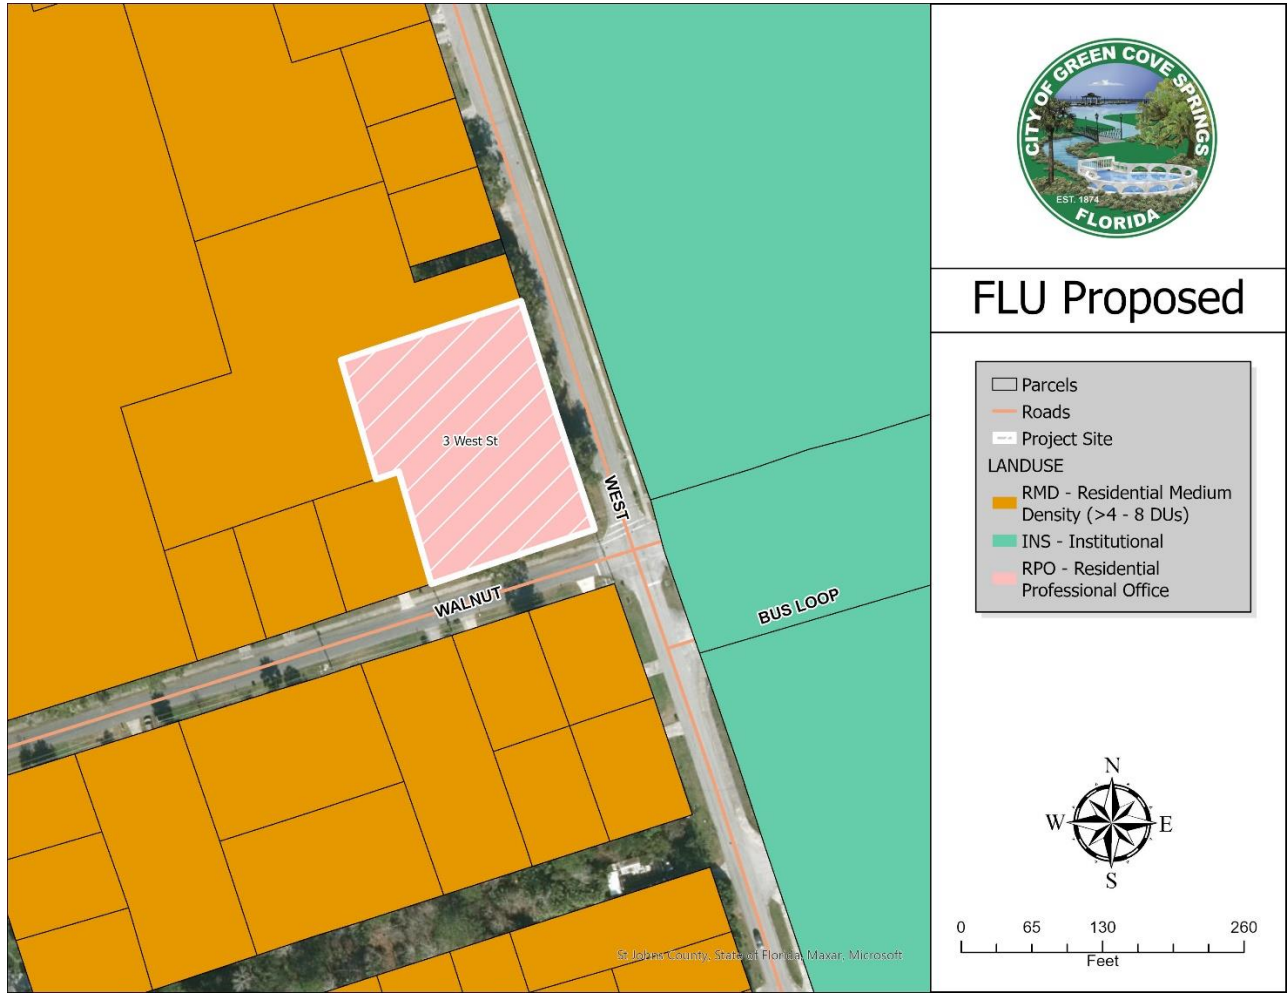 CITY OF GREEN COVE SPRINGS
EST. 1874
FLORIDA
FLU Proposed
Parcels
Roads
Project Site
LANDUSE
RMD - Residential Medium
Density (>4 - 8 DUs)
INS - Institutional
RPO - Residential
Professional Office
3 West St
WEST
WALNUT
BUS LOOP
St Johns County, State of Florida, Maxar, Microsoft
N
W
E
S
0 65 130 260
Feet